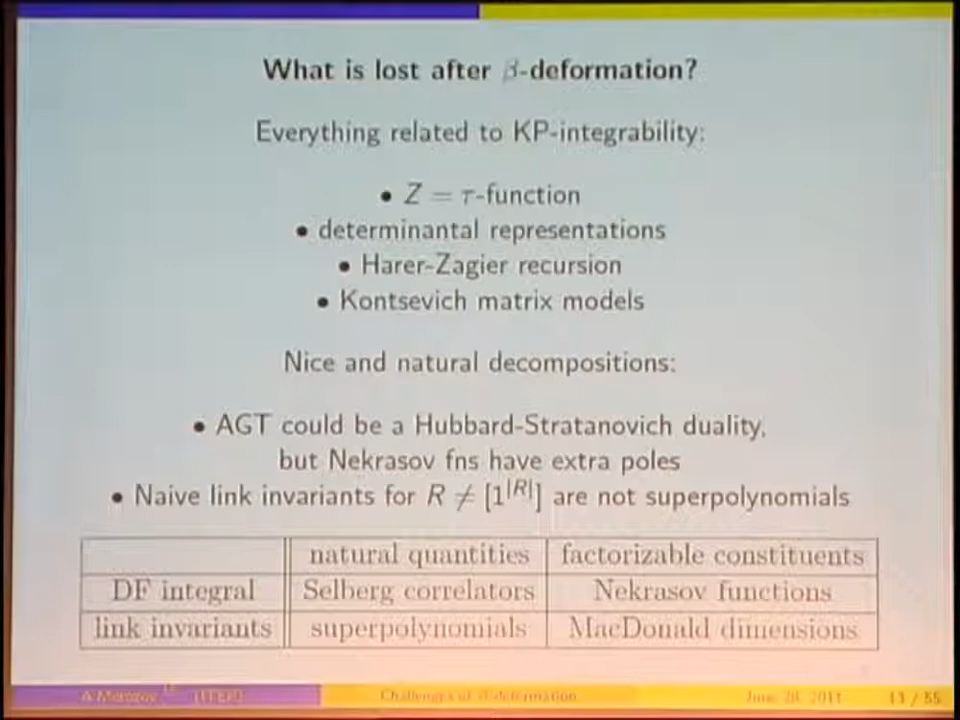 What is lost after β-deformation?
Everything related to KP-integrability:
• Z = τ-function
• determinantal representations
• Harer-Zagier recursion
• Kontsevich matrix models
Nice and natural decompositions:
• AGT could be a Hubbard-Stratanovich duality,
but Nekrasov fns have extra poles
• Naive link invariants for R ≠ [1^{|R|}] are not superpolynomials
natural quantities factorizable constituents
DF integral Selberg correlators Nekrasov functions
link invariants superpolynomials MacDonald dimensions
A.Morozov (ITEP) Challenges of β-deformation June 28, 2011 13 / 55